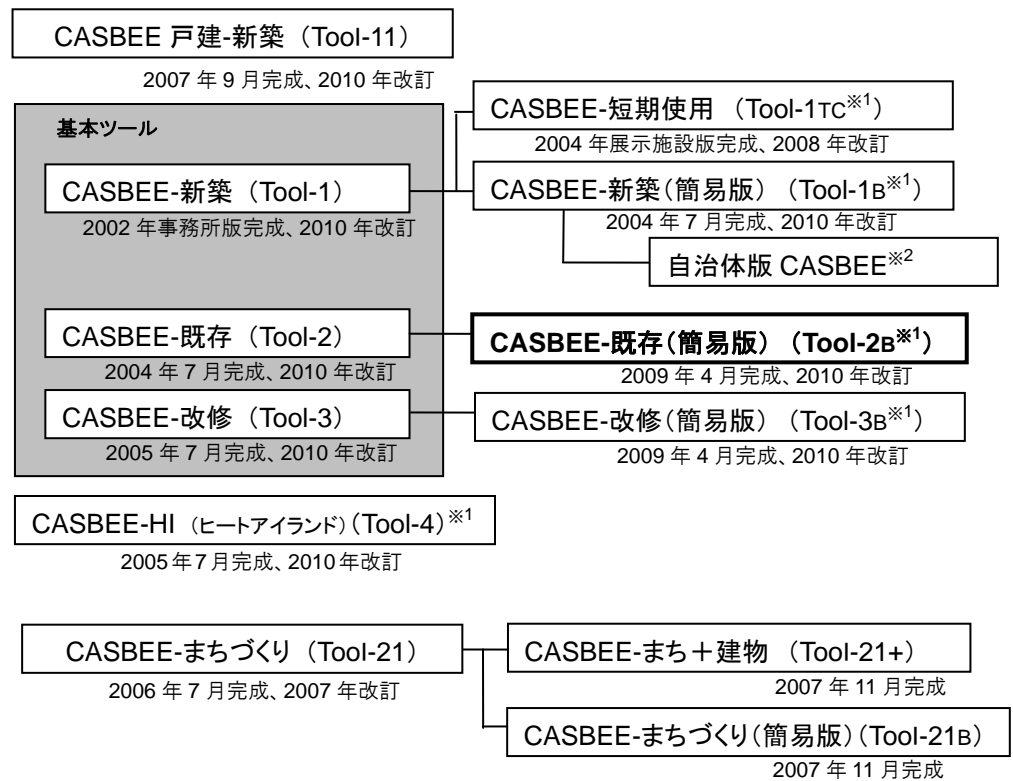 CASBEE 戸建-新築 （Tool-11）
2007 年 9 月完成、2010 年改訂
基本ツール
CASBEE-短期使用 （Tool-1TC※1）
2004 年展示施設版完成、2008 年改訂
CASBEE-新築 （Tool-1）
2002 年事務所版完成、2010 年改訂
CASBEE-新築（簡易版） （Tool-1B※1）
2004 年 7 月完成、2010 年改訂
自治体版 CASBEE※2
CASBEE-既存 （Tool-2）
2004 年 7 月完成、2010 年改訂
CASBEE-既存（簡易版） （Tool-2B※1）
2009 年 4 月完成、2010 年改訂
CASBEE-改修 （Tool-3）
2005 年 7 月完成、2010 年改訂
CASBEE-改修（簡易版） （Tool-3B※1）
2009 年 4 月完成、2010 年改訂
CASBEE-HI （ヒートアイランド）（Tool-4）※1
2005 年 7 月完成、2010 年改訂
CASBEE-まちづくり （Tool-21）
2006 年 7 月完成、2007 年改訂
CASBEE-まち＋建物 （Tool-21+）
2007 年 11 月完成
CASBEE-まちづくり（簡易版）（Tool-21B）
2007 年 11 月完成